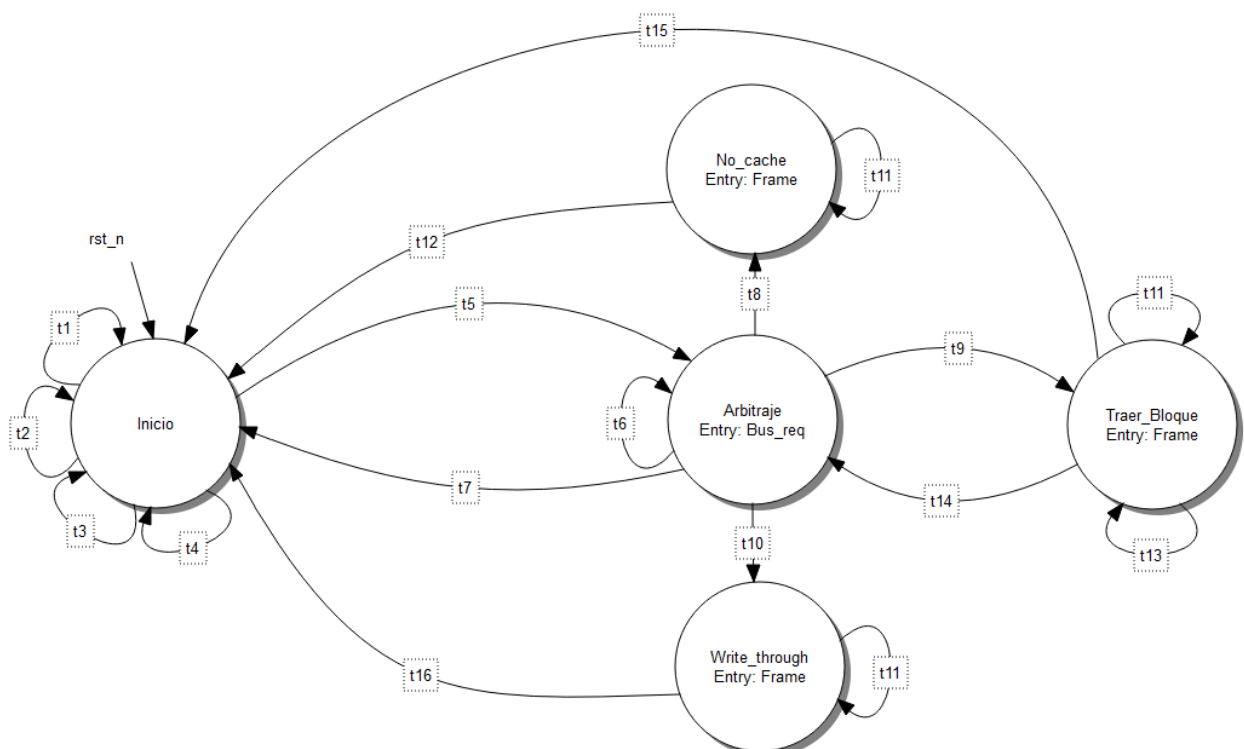 t15
No_cache
Entry: Frame
t11
rst_n
t12
t8
t5
t11
t1
t9
Inicio
Arbitraje
Entry: Bus_req
Traer_Bloque
Entry: Frame
t6
t2
t7
t14
t3
t4
t10
t13
Write_through
Entry: Frame
t11
t16